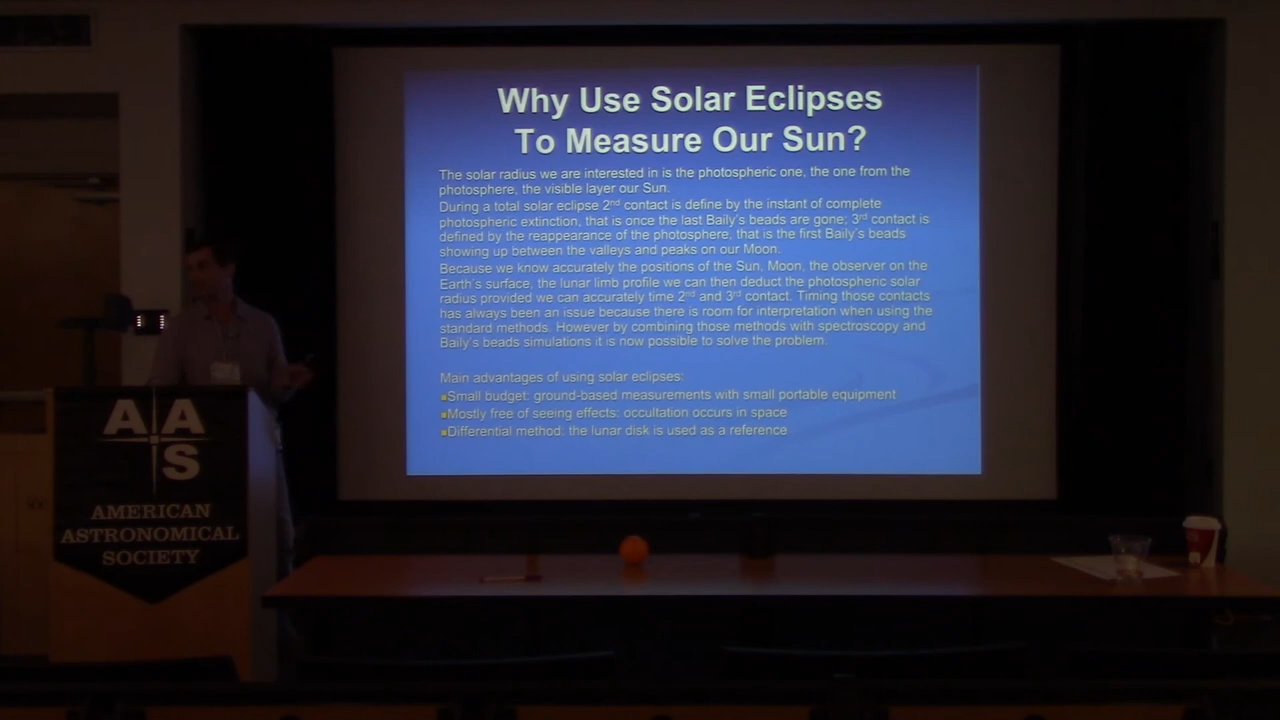 Why Use Solar Eclipses
To Measure Our Sun?
The solar radius we are interested in is the photospheric one, the one from the
photosphere, the visible layer our Sun.
During a total solar eclipse 2nd contact is define by the instant of complete
photospheric extinction, that is once the last Baily's beads are gone; 3rd contact is
defined by the reappearance of the photosphere, that is the first Baily's beads
showing up between the valleys and peaks on our Moon.
Because we know accurately the positions of the Sun, Moon, the observer on the
Earth's surface, the lunar limb profile we can then deduct the photospheric solar
radius provided we can accurately time 2nd and 3rd contact. Timing those contacts
has always been an issue because there is room for interpretation when using the
standard methods. However by combining those methods with spectroscopy and
Baily's beads simulations it is now possible to solve the problem.
Main advantages of using solar eclipses:
▪Small budget: ground-based measurements with small portable equipment
▪Mostly free of seeing effects: occultation occurs in space
▪Differential method: the lunar disk is used as a reference
A A
S
AMERICAN
ASTRONOMICAL
SOCIETY